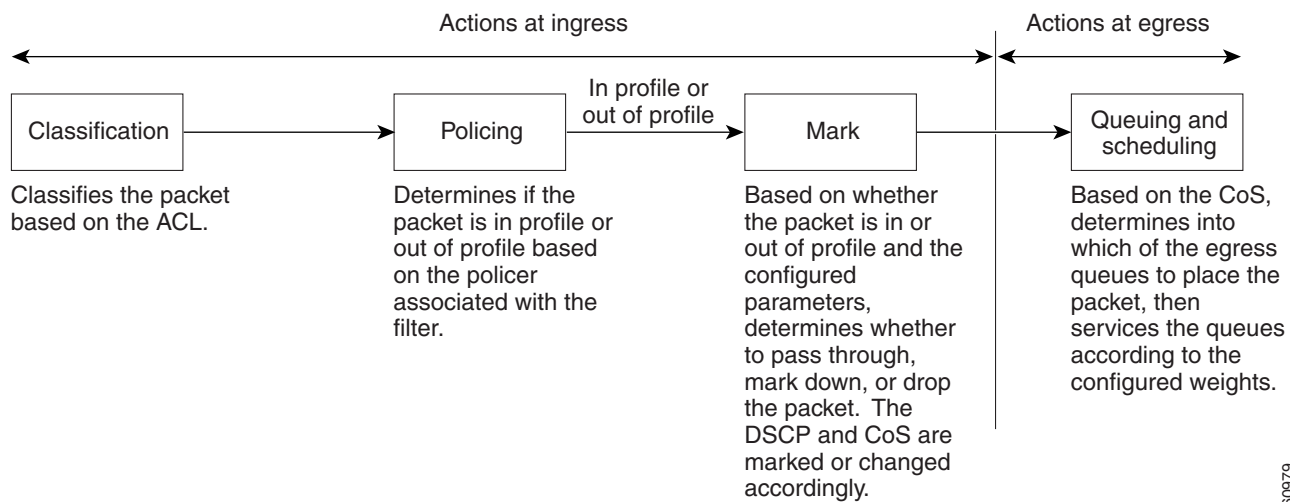 Actions at ingress
Actions at egress
Classification
Policing
In profile or
out of profile
Mark
Queuing and
scheduling
Classifies the packet
based on the ACL.
Determines if the
packet is in profile or
out of profile based
on the policer
associated with the
filter.
Based on whether
the packet is in or
out of profile and the
configured
parameters,
determines whether
to pass through,
mark down, or drop
the packet. The
DSCP and CoS are
marked or changed
accordingly.
Based on the CoS,
determines into
which of the egress
queues to place the
packet, then
services the queues
according to the
configured weights.
60979